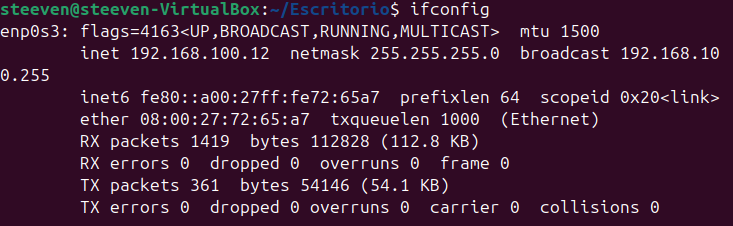 steeven@steeven-VirtualBox:~/Escritorio$ ifconfig
enp0s3: flags=4163<UP,BROADCAST,RUNNING,MULTICAST>  mtu 1500
        inet 192.168.100.12  netmask 255.255.255.0  broadcast 192.168.10
0.255
        inet6 fe80::a00:27ff:fe72:65a7  prefixlen 64  scopeid 0x20<link>
        ether 08:00:27:72:65:a7  txqueuelen 1000  (Ethernet)
        RX packets 1419  bytes 112828 (112.8 KB)
        RX errors 0  dropped 0  overruns 0  frame 0
        TX packets 361  bytes 54146 (54.1 KB)
        TX errors 0  dropped 0 overruns 0  carrier 0  collisions 0